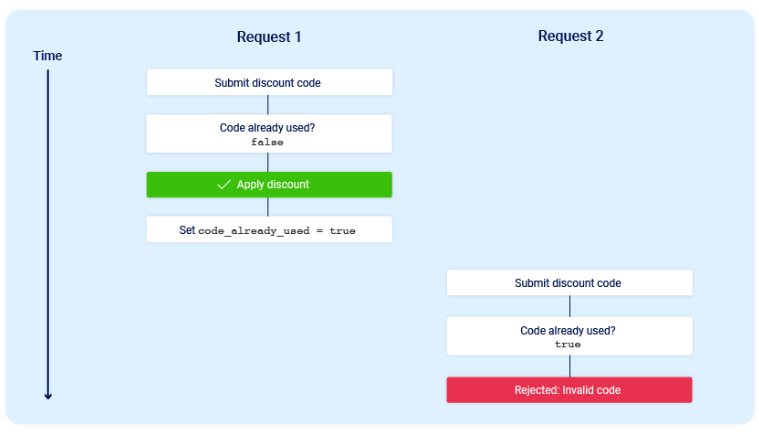 Request 1
Request 2
Time
Submit discount code
Code already used?
false
Apply discount
Set code_already_used = true
Submit discount code
Code already used?
true
Rejected: Invalid code